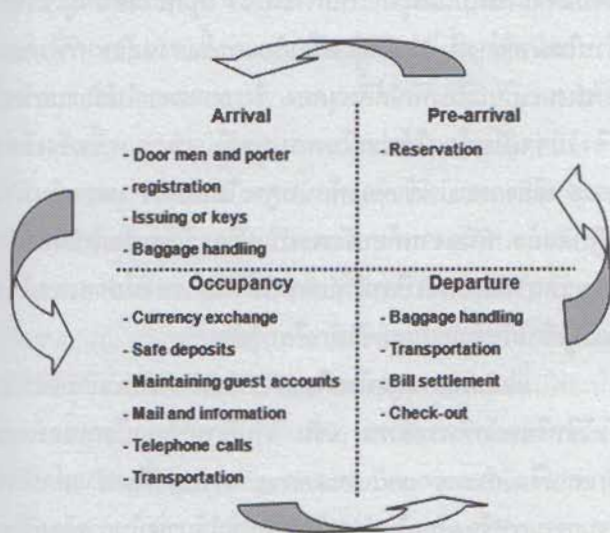 Arrival
- Door men and porter
registration
- Issuing of keys
- Baggage handling
Pre-arrival
- Reservation
Occupancy
- Currency exchange
- Safe deposits
- Maintaining guest accounts
- Mail and information
- Telephone calls
- Transportation
Departure
- Baggage handling
- Transportation
- Bill settlement
- Check-out